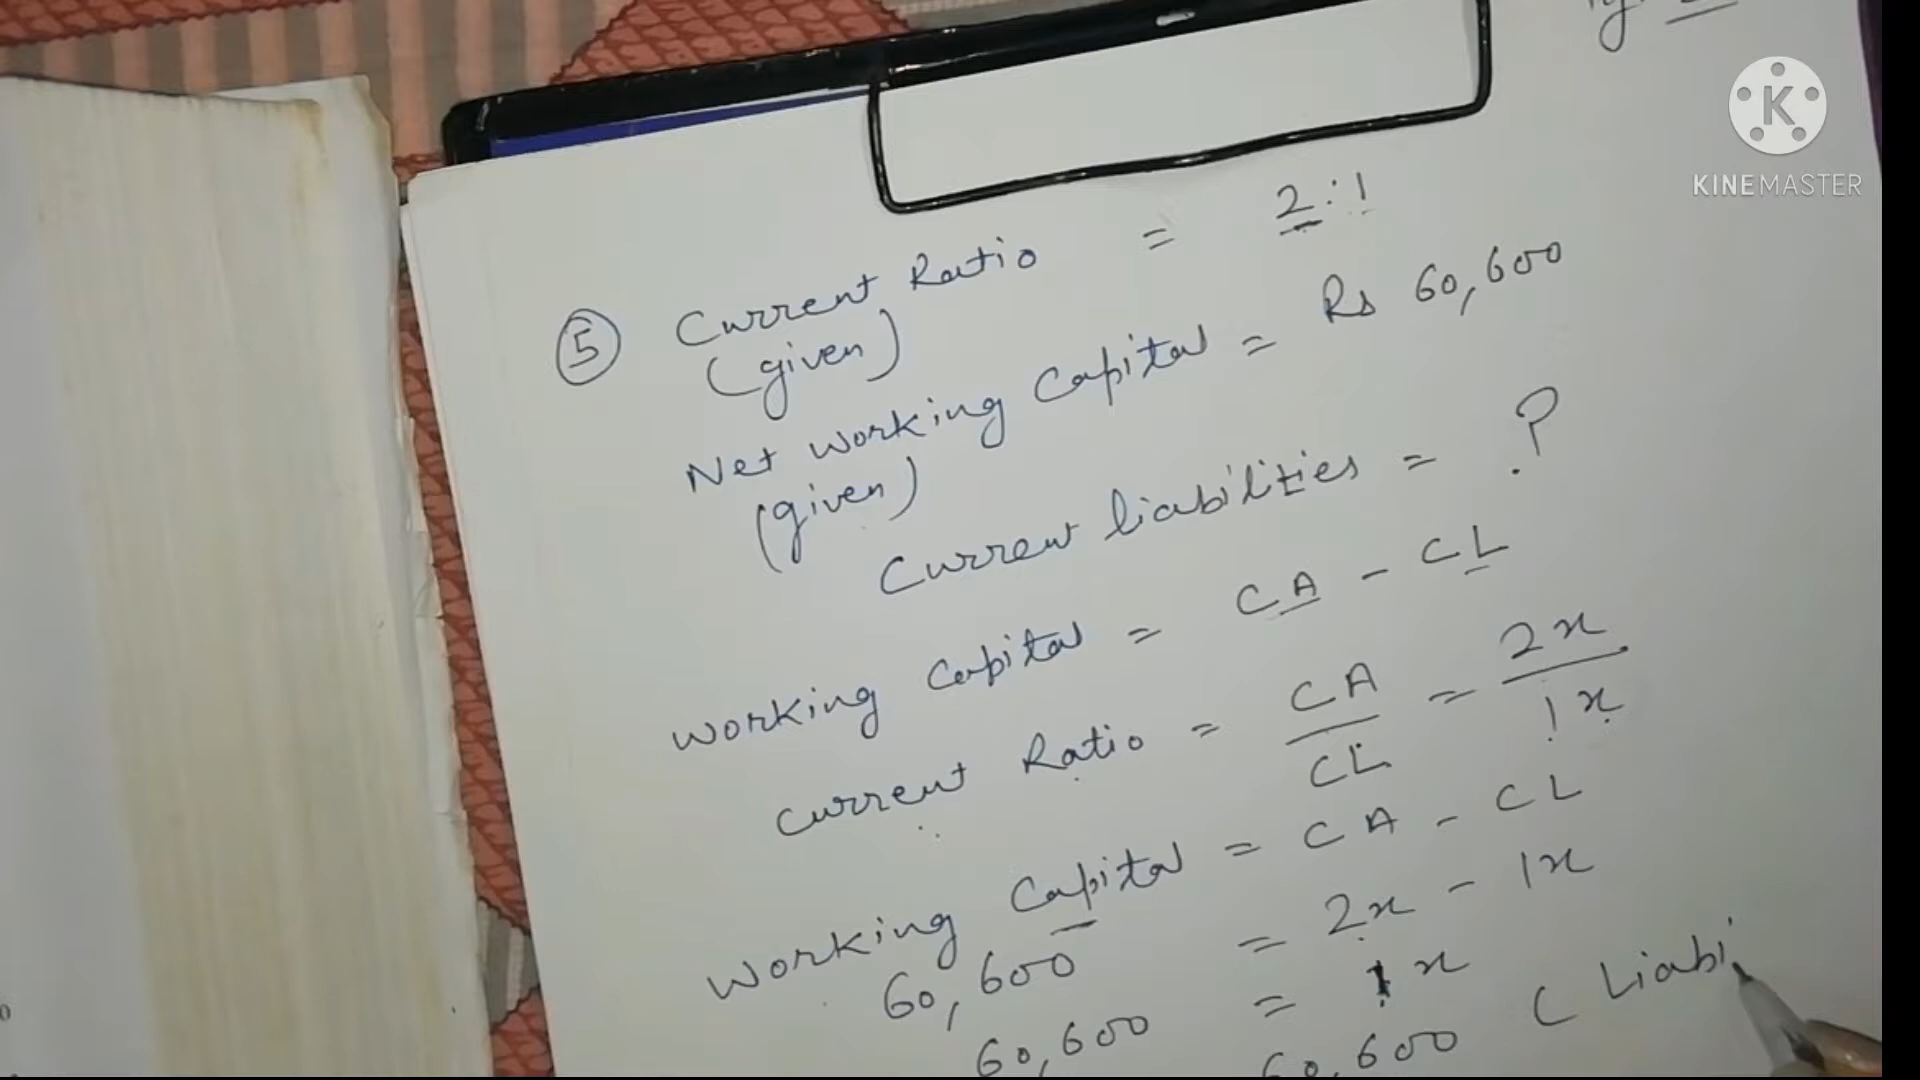 KINEMASTER
⑤ Current Ratio = 2:1
(given)
Net working Capital = Rs 60,600
(given)
Current liabilities = ?
Working Capital = CA - CL
Current Ratio = CA/CL = 2x/1x
Working Capital = CA - CL
60,600 = 2x - 1x
60,600 = 1x
60,600 ( Liabi